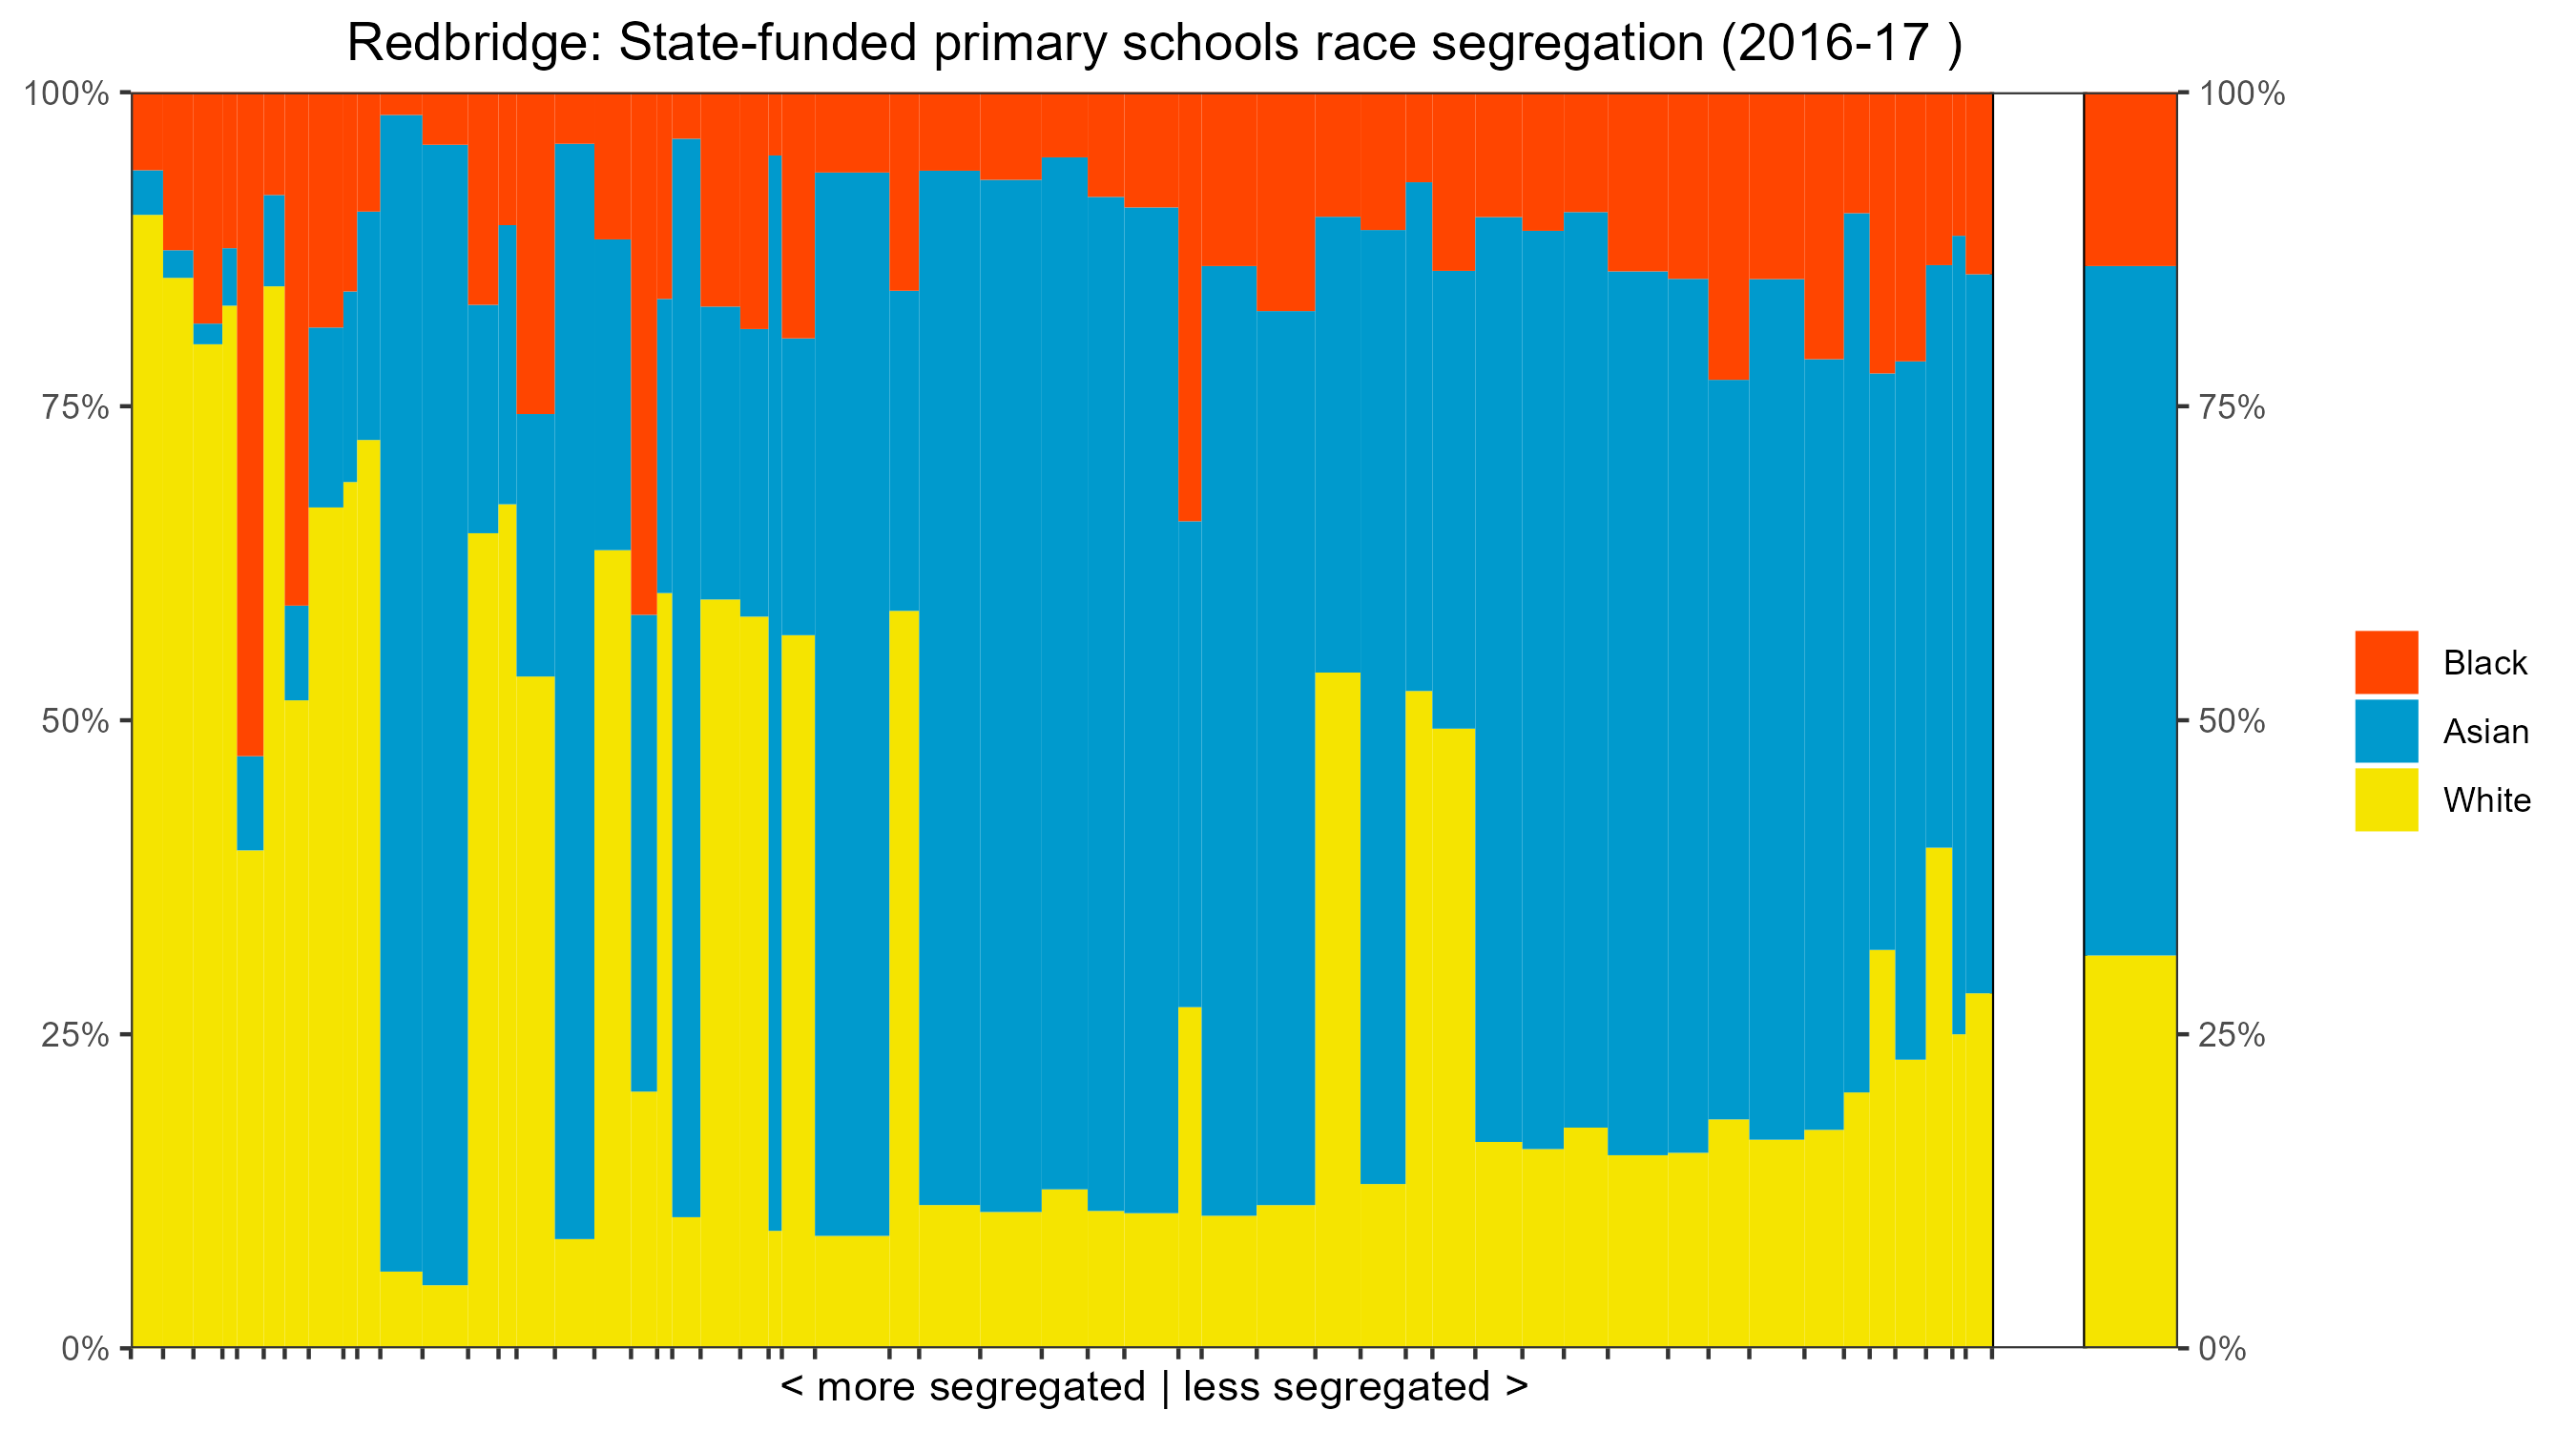 Redbridge: State-funded primary schools race segregation (2016-17 )
100%
75%
50%
25%
0%
100%
75%
50%
25%
0%
Black
Asian
White
< more segregated | less segregated >